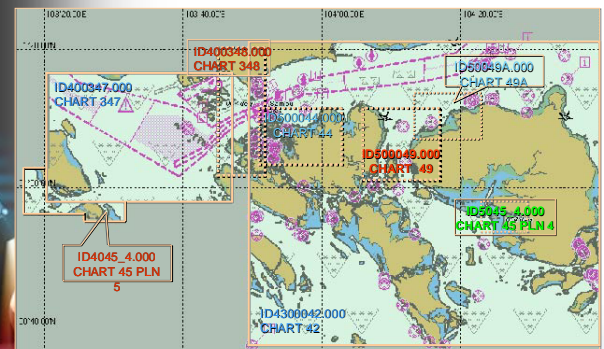 103°20.00'E 103°40.00'E 104°00.00'E 104°20.00'E
ID400348.000
CHART 348
ID50049A.000
CHART 49A
ID400347.000
CHART 347
ID500044.000
CHART 44
ID500049.000
CHART 49
ID5045_4.000
CHART 45 PLN 4
ID4045_4.000
CHART 45 PLN
5
ID4300042.000
CHART 42